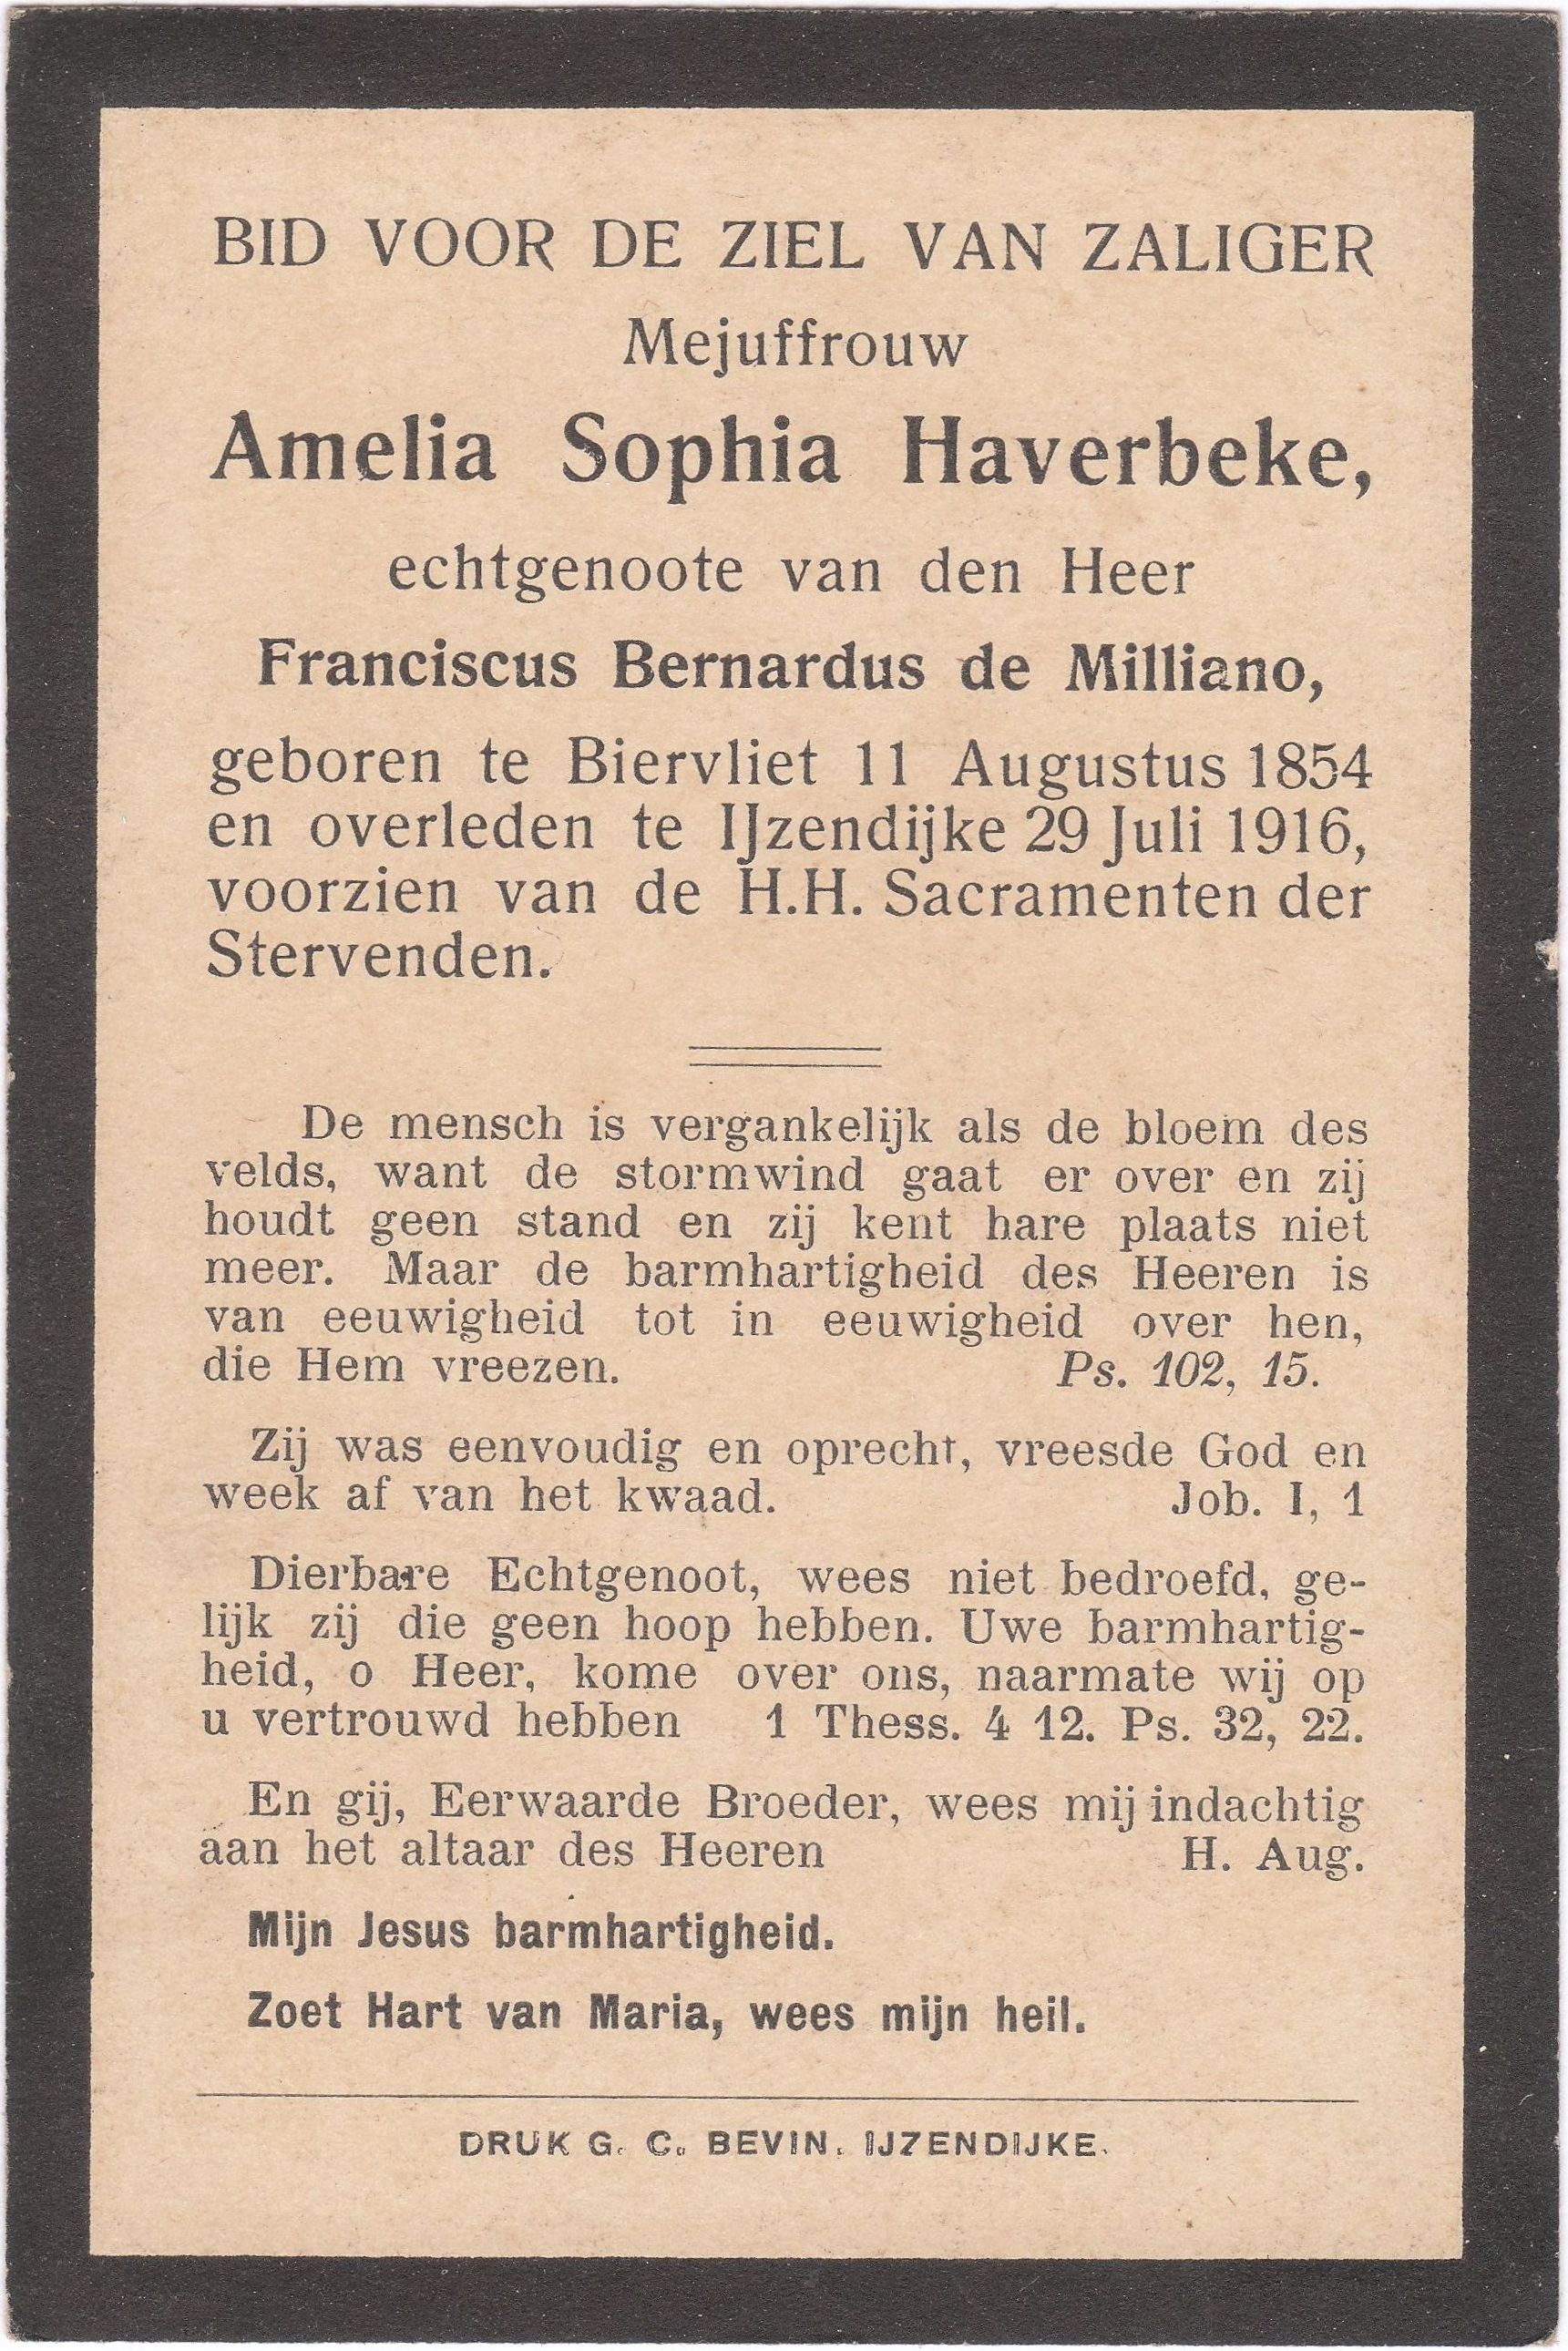 BID VOOR DE ZIEL VAN ZALIGER
Mejuffrouw
Amelia Sophia Haverbeke,
echtgenoote van den Heer
Franciscus Bernardus de Milliano,
geboren te Biervliet 11 Augustus 1854
en overleden te IJzendijke 29 Juli 1916,
voorzien van de H.H. Sacramenten der
Stervenden.
De mensch is vergankelijk als de bloem des
velds, want de stormwind gaat er over en zij
houdt geen stand en zij kent hare plaats niet
meer. Maar de barmhartigheid des Heeren is
van eeuwigheid tot in eeuwigheid over hen,
die Hem vreezen. Ps. 102, 15.
Zij was eenvoudig en oprecht, vreesde God en
week af van het kwaad. Job. I, 1
Dierbare Echtgenoot, wees niet bedroefd, ge-
lijk zij die geen hoop hebben. Uwe barmhartig-
heid, o Heer, kome over ons, naarmate wij op
u vertrouwd hebben 1 Thess. 4 12. Ps. 32, 22.
En gij, Eerwaarde Broeder, wees mij indachtig
aan het altaar des Heeren H. Aug.
Mijn Jesus barmhartigheid.
Zoet Hart van Maria, wees mijn heil.
DRUK G. C. BEVIN. IJZENDIJKE.